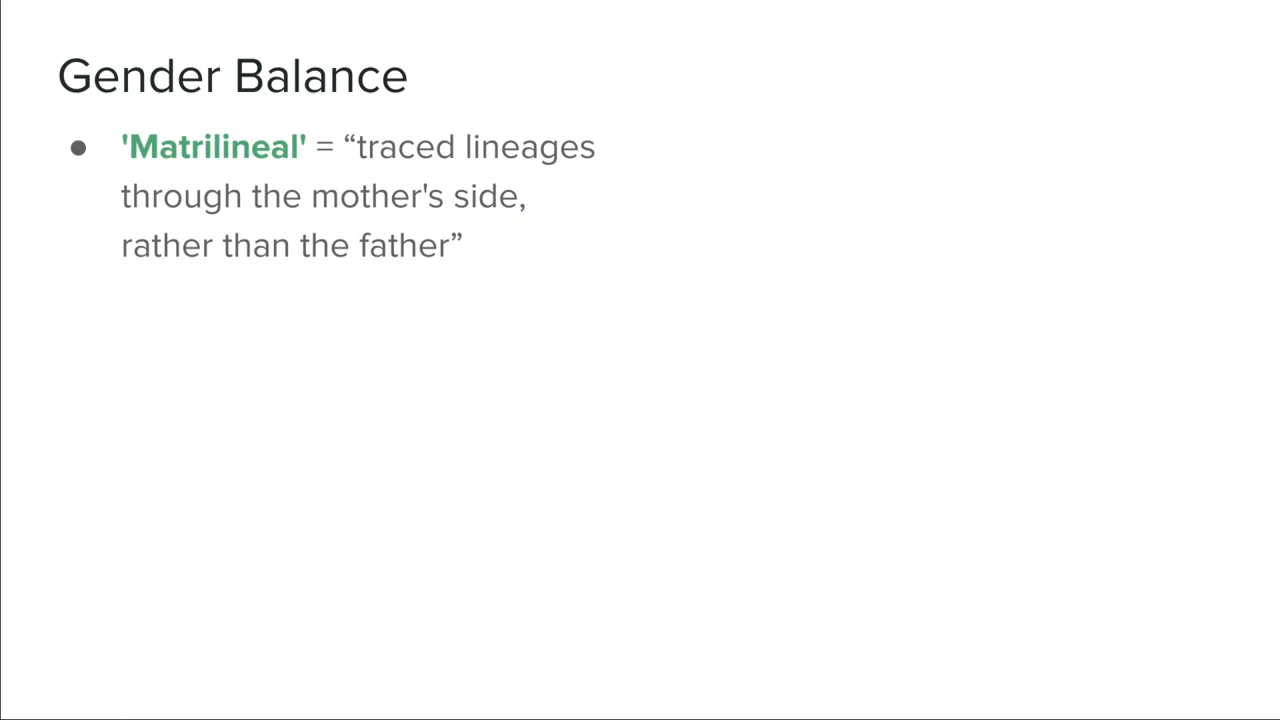 Gender Balance
● 'Matrilineal' = “traced lineages
through the mother's side,
rather than the father”